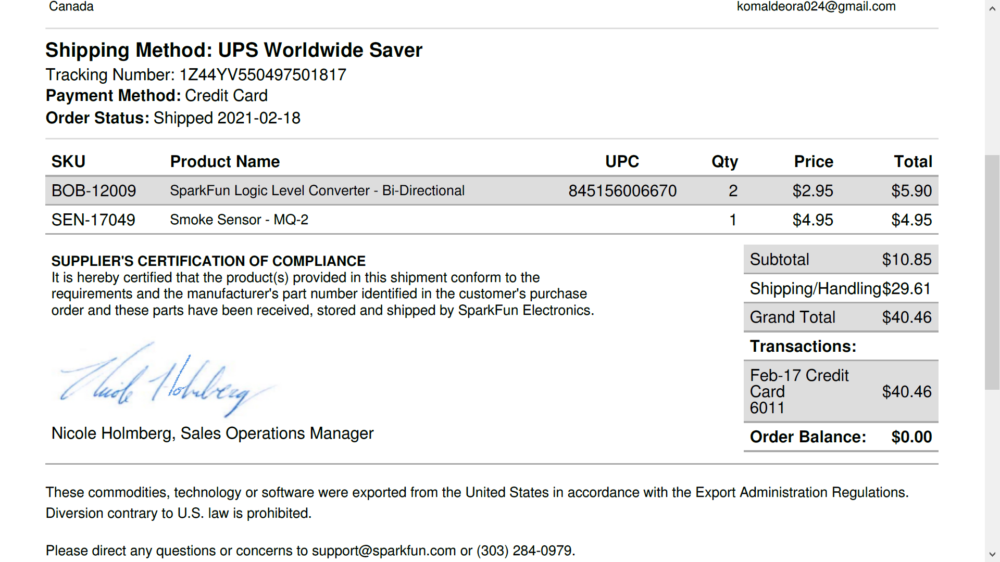 Canada komaldeora024@gmail.com
Shipping Method: UPS Worldwide Saver
Tracking Number: 1Z44YV550497501817
Payment Method: Credit Card
Order Status: Shipped 2021-02-18
SKU Product Name UPC Qty Price Total
BOB-12009 SparkFun Logic Level Converter - Bi-Directional 845156006670 2 $2.95 $5.90
SEN-17049 Smoke Sensor - MQ-2 1 $4.95 $4.95
SUPPLIER'S CERTIFICATION OF COMPLIANCE
It is hereby certified that the product(s) provided in this shipment conform to the
requirements and the manufacturer's part number identified in the customer's purchase
order and these parts have been received, stored and shipped by SparkFun Electronics.
Nicole Holmberg
Nicole Holmberg, Sales Operations Manager
Subtotal $10.85
Shipping/Handling $29.61
Grand Total $40.46
Transactions:
Feb-17 Credit
Card $40.46
6011
Order Balance: $0.00
These commodities, technology or software were exported from the United States in accordance with the Export Administration Regulations.
Diversion contrary to U.S. law is prohibited.
Please direct any questions or concerns to support@sparkfun.com or (303) 284-0979.